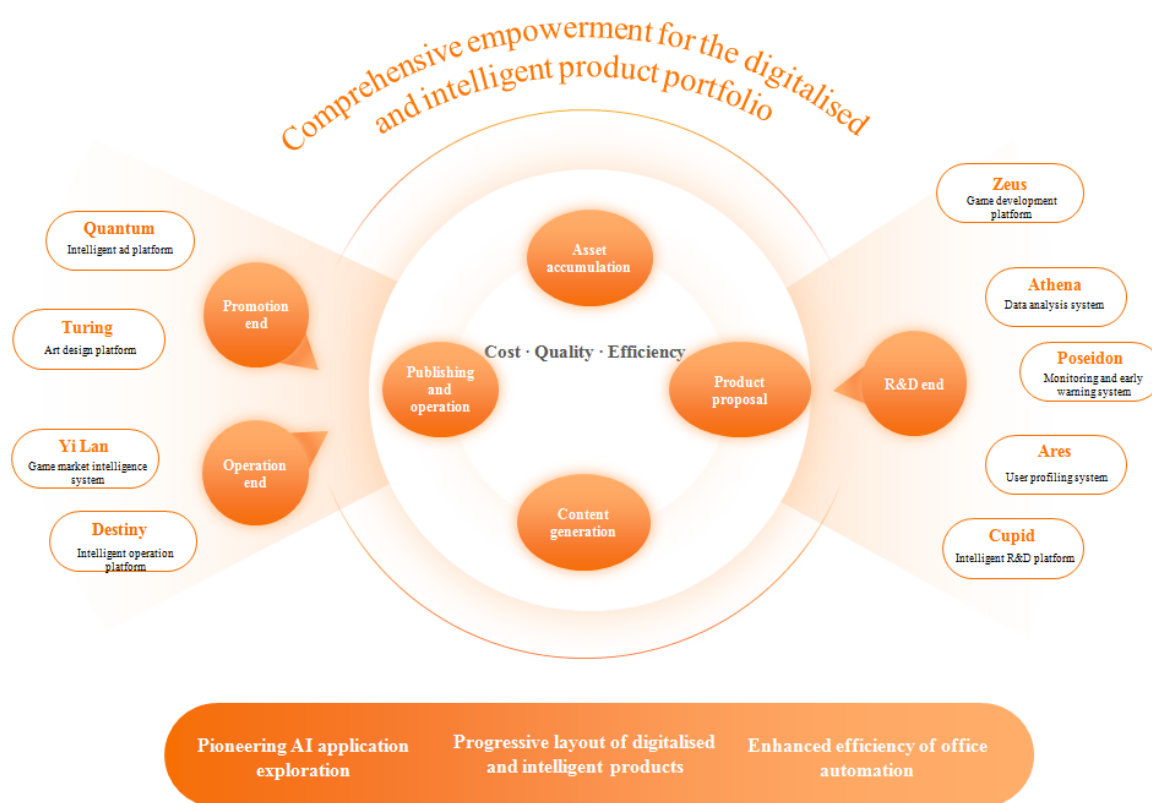 Comprehensive empowerment for the digitalised
and intelligent product portfolio
Quantum
Intelligent ad platform
Turing
Art design platform
Yi Lan
Game market intelligence
system
Destiny
Intelligent operation
platform
Promotion
end
Operation
end
Asset
accumulation
Cost · Quality · Efficiency
Publishing
and
operation
Product
proposal
Content
generation
R&D end
Zeus
Game development
platform
Athena
Data analysis system
Poseidon
Monitoring and early
warning system
Ares
User profiling system
Cupid
Intelligent R&D platform
Pioneering AI application
exploration
Progressive layout of digitalised
and intelligent products
Enhanced efficiency of office
automation